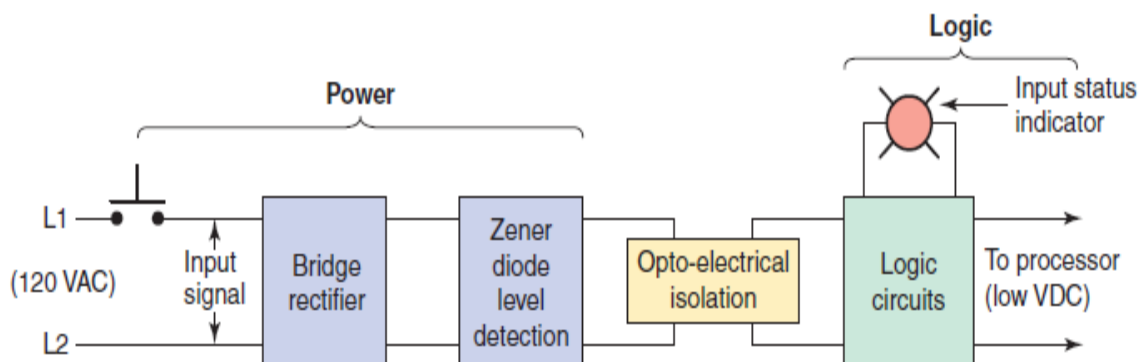 Logic
Power
Input status
indicator
L1
(120 VAC)
L2
Input
signal
Bridge
rectifier
Zener
diode
level
detection
Opto-electrical
isolation
Logic
circuits
To processor
(low VDC)